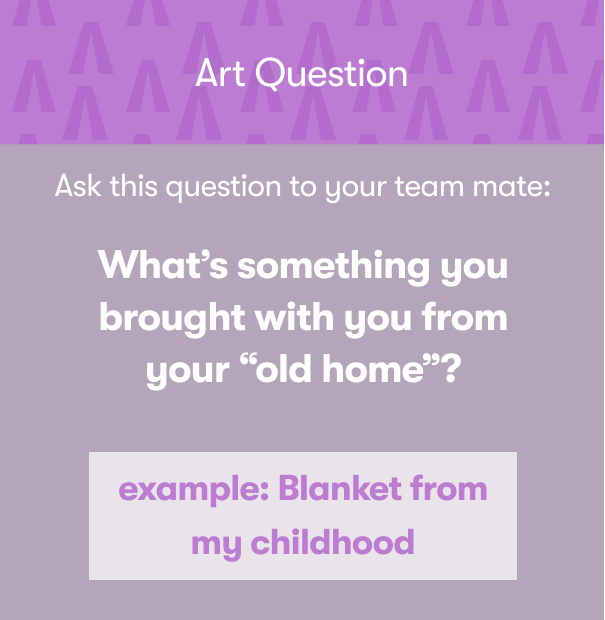 Art Question
Ask this question to your team mate:
What’s something you
brought with you from
your “old home”?
example: Blanket from
my childhood